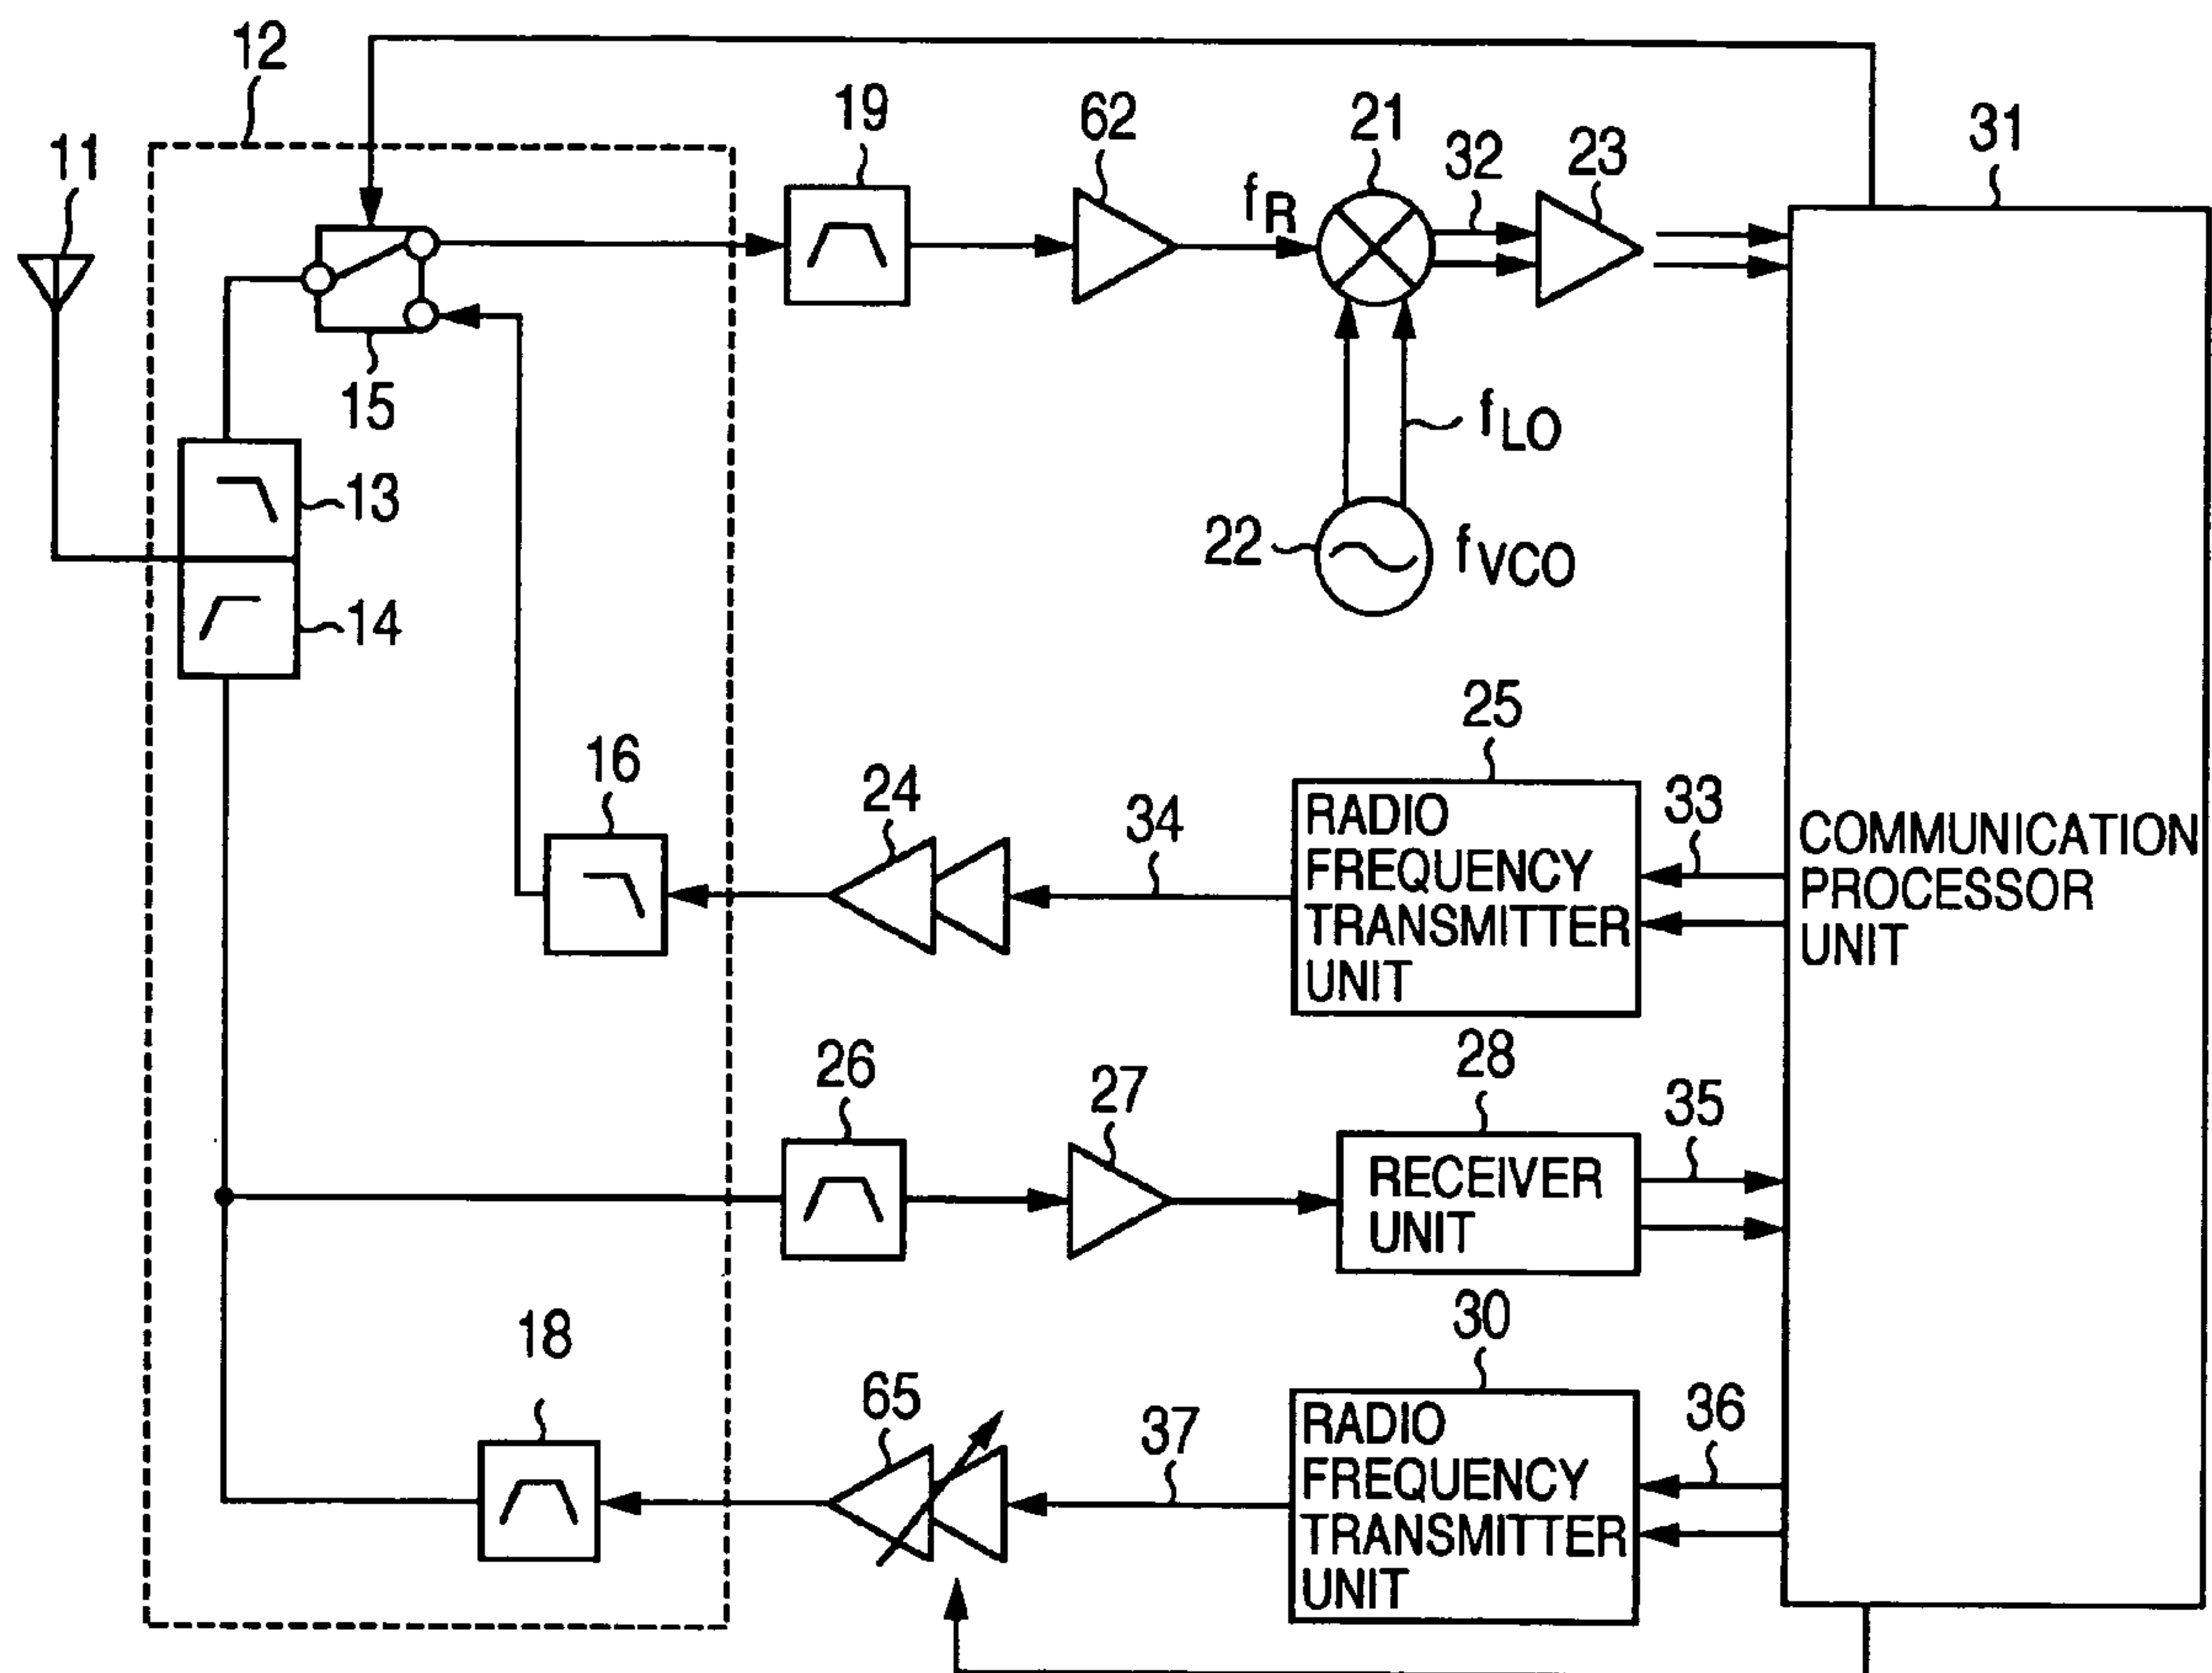 12
11
19
62
21
32
23
31
fR
15
fLO
13
22
fVCO
14
25
16
24
34
RADIO
FREQUENCY
TRANSMITTER
UNIT
33
COMMUNICATION
PROCESSOR
UNIT
26
27
28
RECEIVER
UNIT
35
18
65
37
30
RADIO
FREQUENCY
TRANSMITTER
UNIT
36